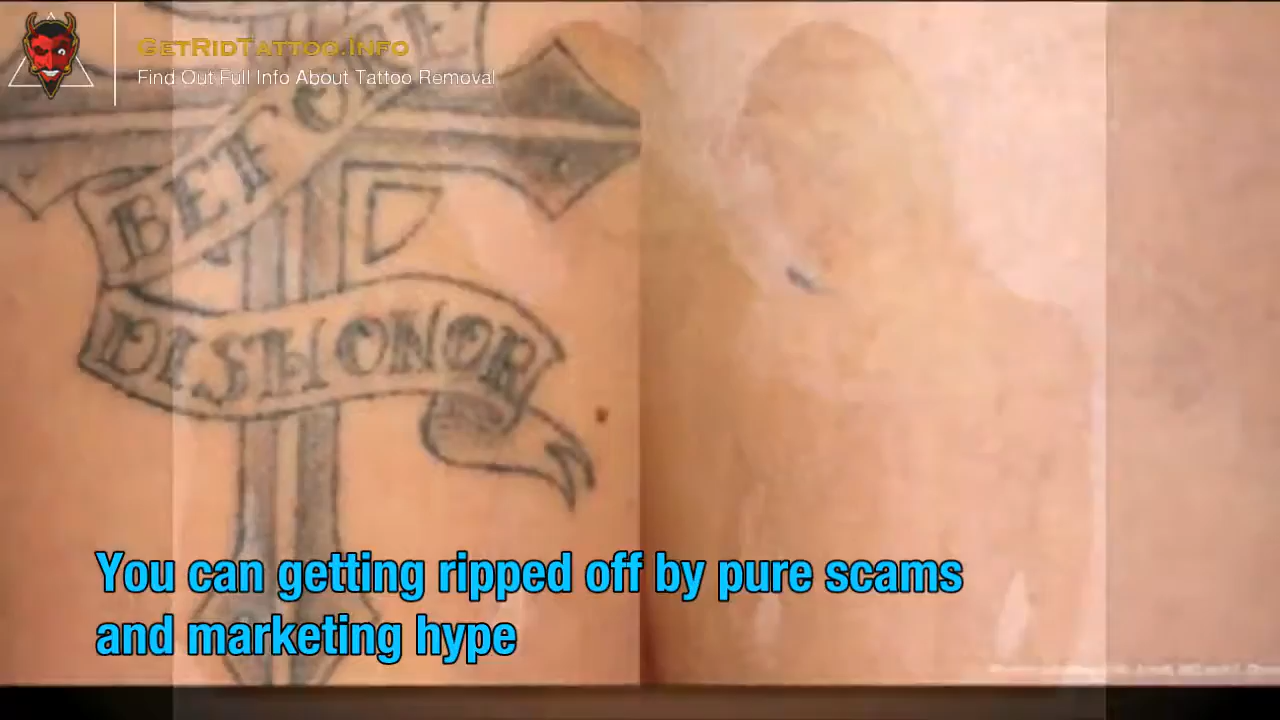 GetRidTattoo.Info
Find Out Full Info About Tattoo Removal
BEFORE
DISHONOR
You can getting ripped off by pure scams
and marketing hype